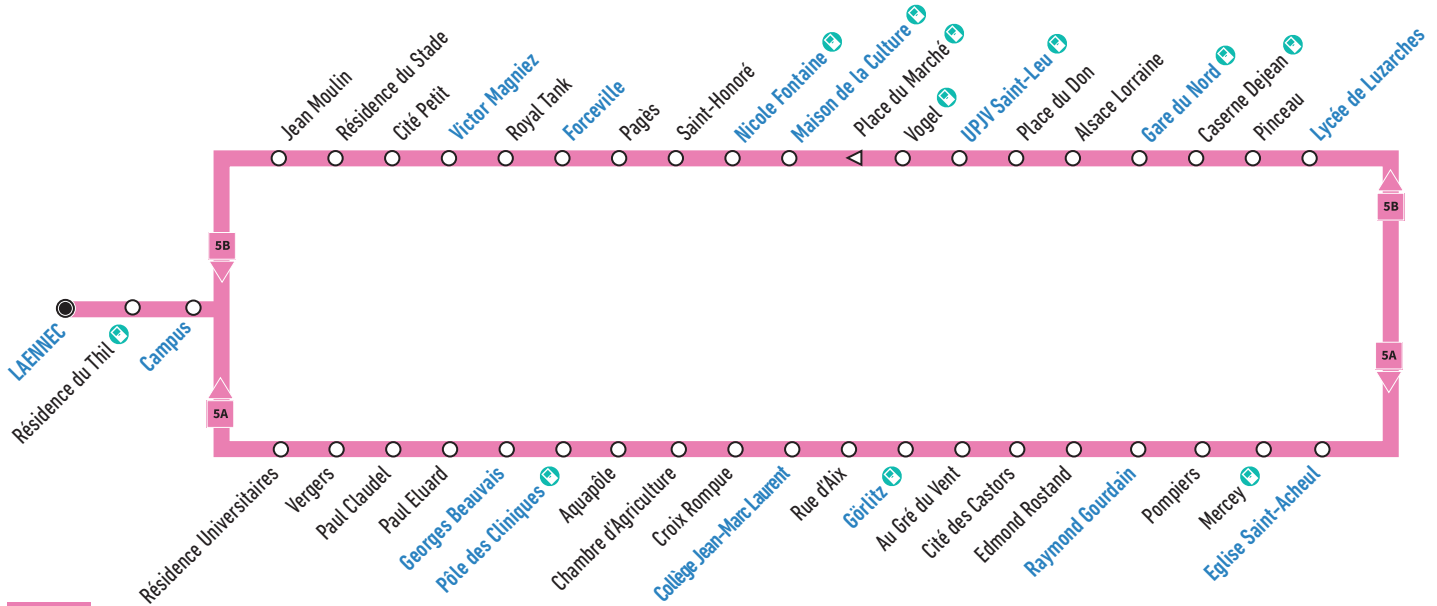 Jean Moulin
Résidence du Stade
Cité Petit
Victor Magniez
Royal Tank
Forceville
Pagès
Saint-Honoré
Nicole Fontaine
Maison de la Culture
Place du Marché
Vogel
UPJV Saint-Leu
Place du Don
Alsace Lorraine
Gare du Nord
Caserne Dejean
Pinceau
Lycée de Luzarches
5B
5B
LAENNEC
Résidence du Thil
Campus
5A
5A
Résidence Universitaires
Vergers
Paul Claudel
Paul Eluard
Georges Beauvais
Pôle des Cliniques
Aquapôle
Chambre d'Agriculture
Croix Rompue
Collège Jean-Marc Laurent
Rue d'Aix
Görlitz
Au Gré du Vent
Cité des Castors
Edmond Rostand
Raymond Gourdain
Pompiers
Mercey
Eglise Saint-Acheul